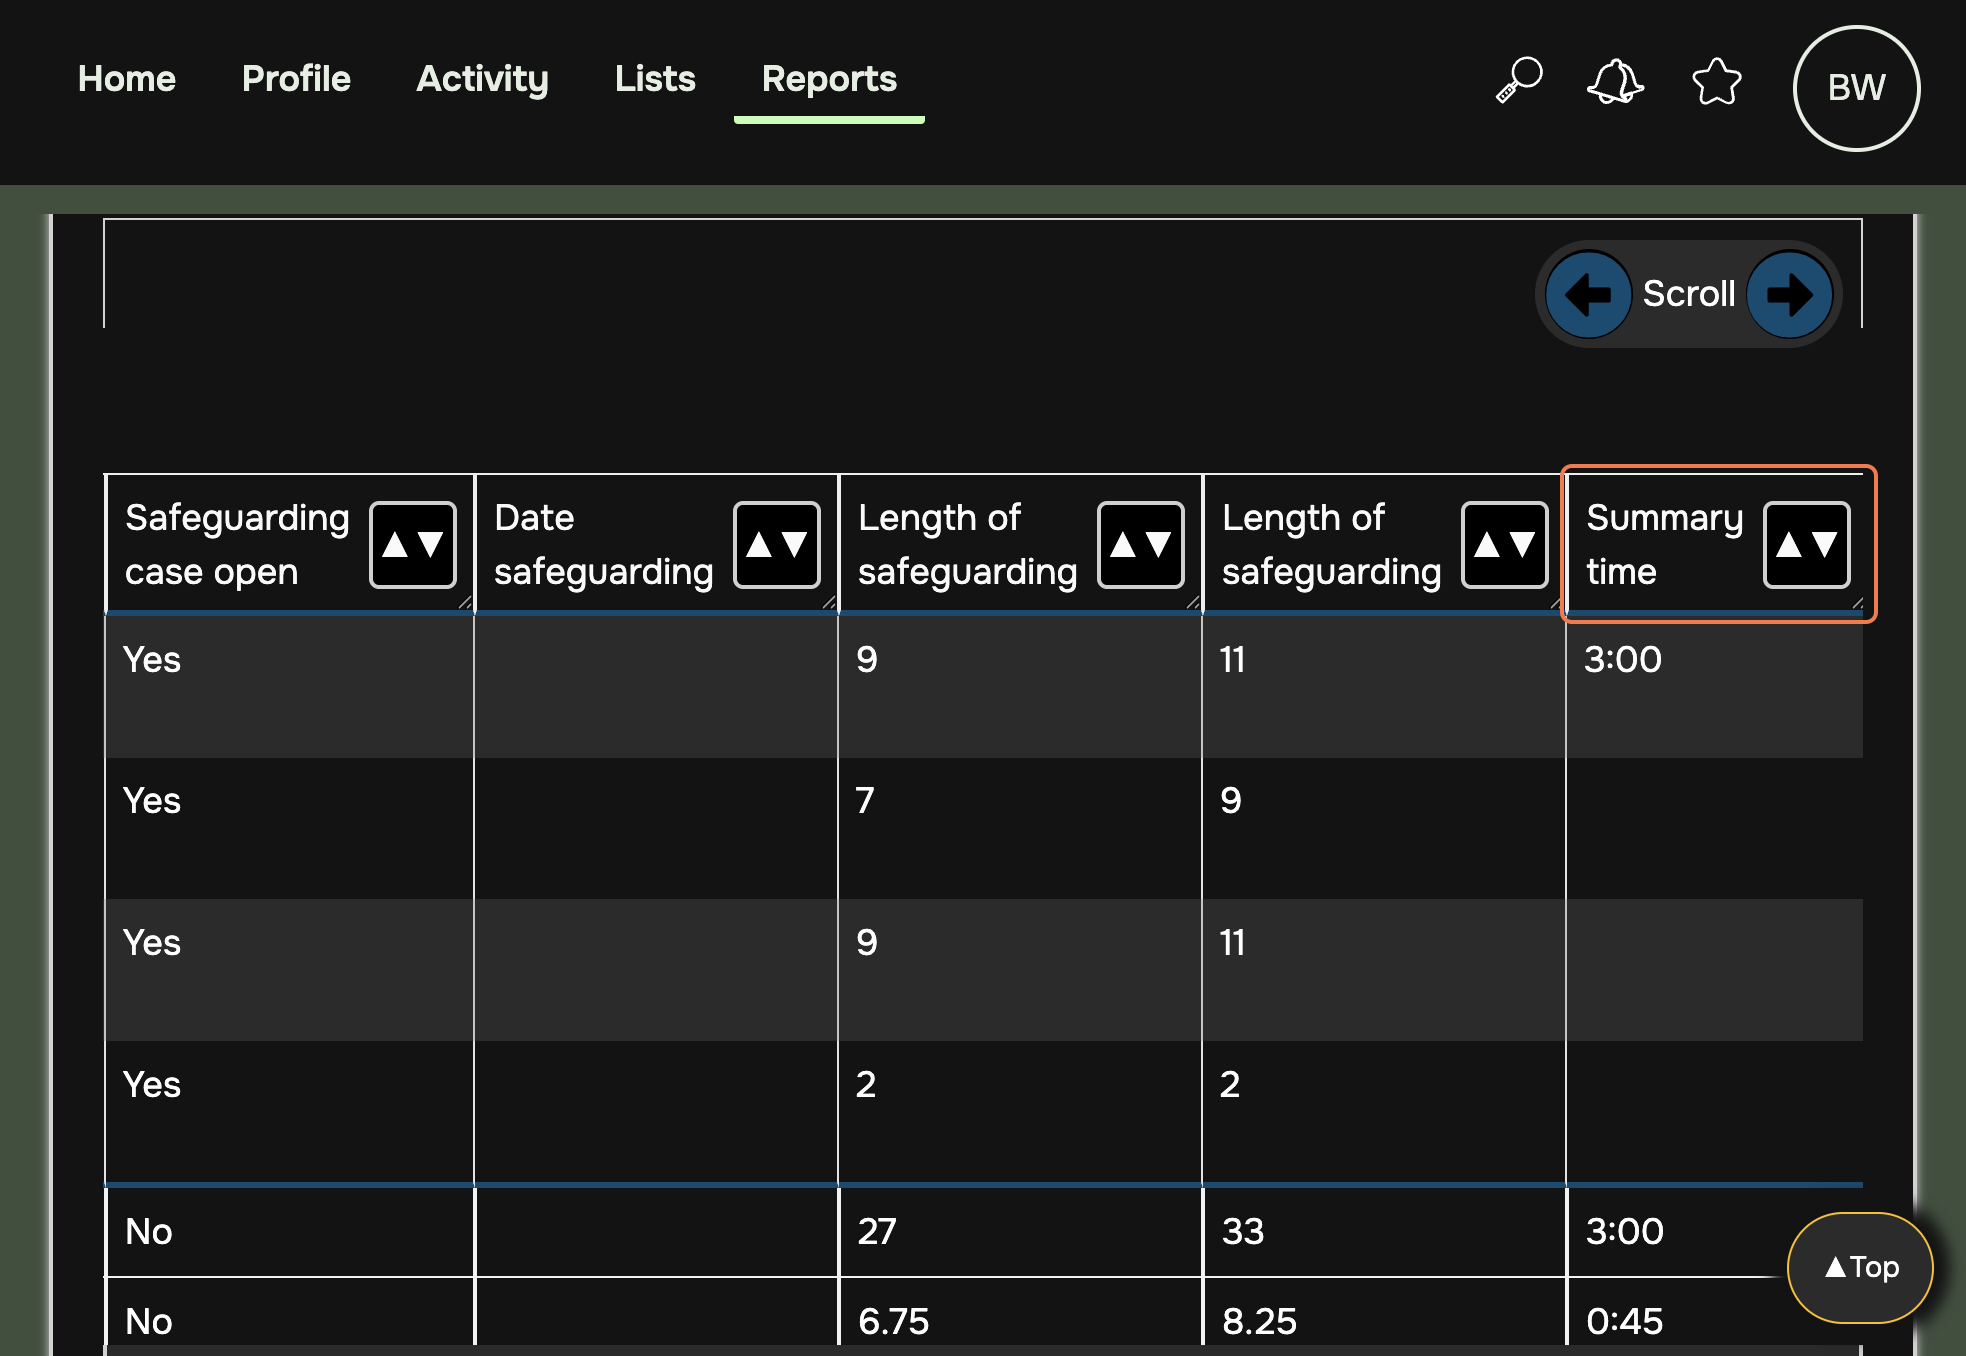 Home Profile Activity Lists Reports BW
Scroll
Safeguarding case open ▲▼ Date safeguarding ▲▼ Length of safeguarding ▲▼ Length of safeguarding ▲▼ Summary time ▲▼
Yes 9 11 3:00
Yes 7 9
Yes 9 11
Yes 2 2
No 27 33 3:00
▲Top
No 6.75 8.25 0:45